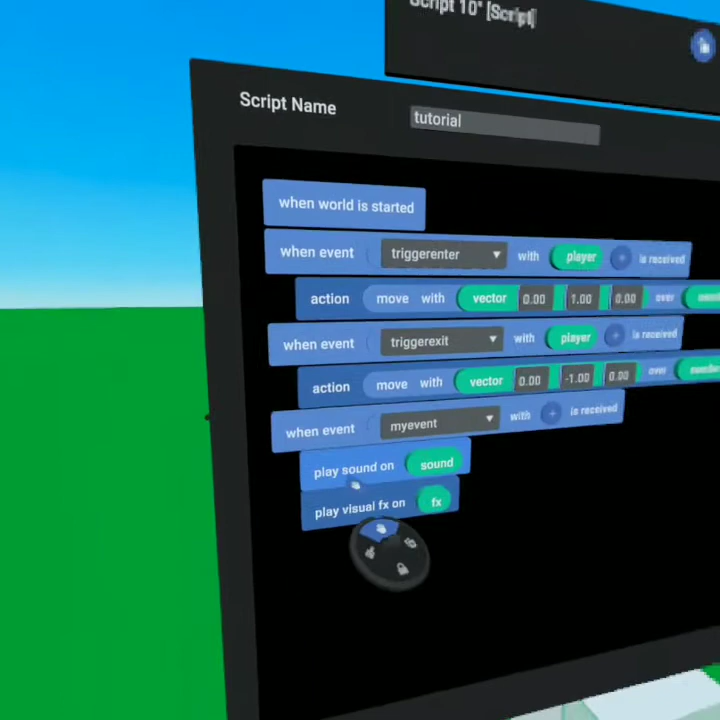 Script 10" [Script]
Script Name tutorial
when world is started
when event triggerenter with player is received
action move with vector 0.00 1.00 0.00 over
when event triggerexit with player is received
action move with vector 0.00 -1.00 0.00 over
when event myevent with is received
play sound on sound
play visual fx on fx